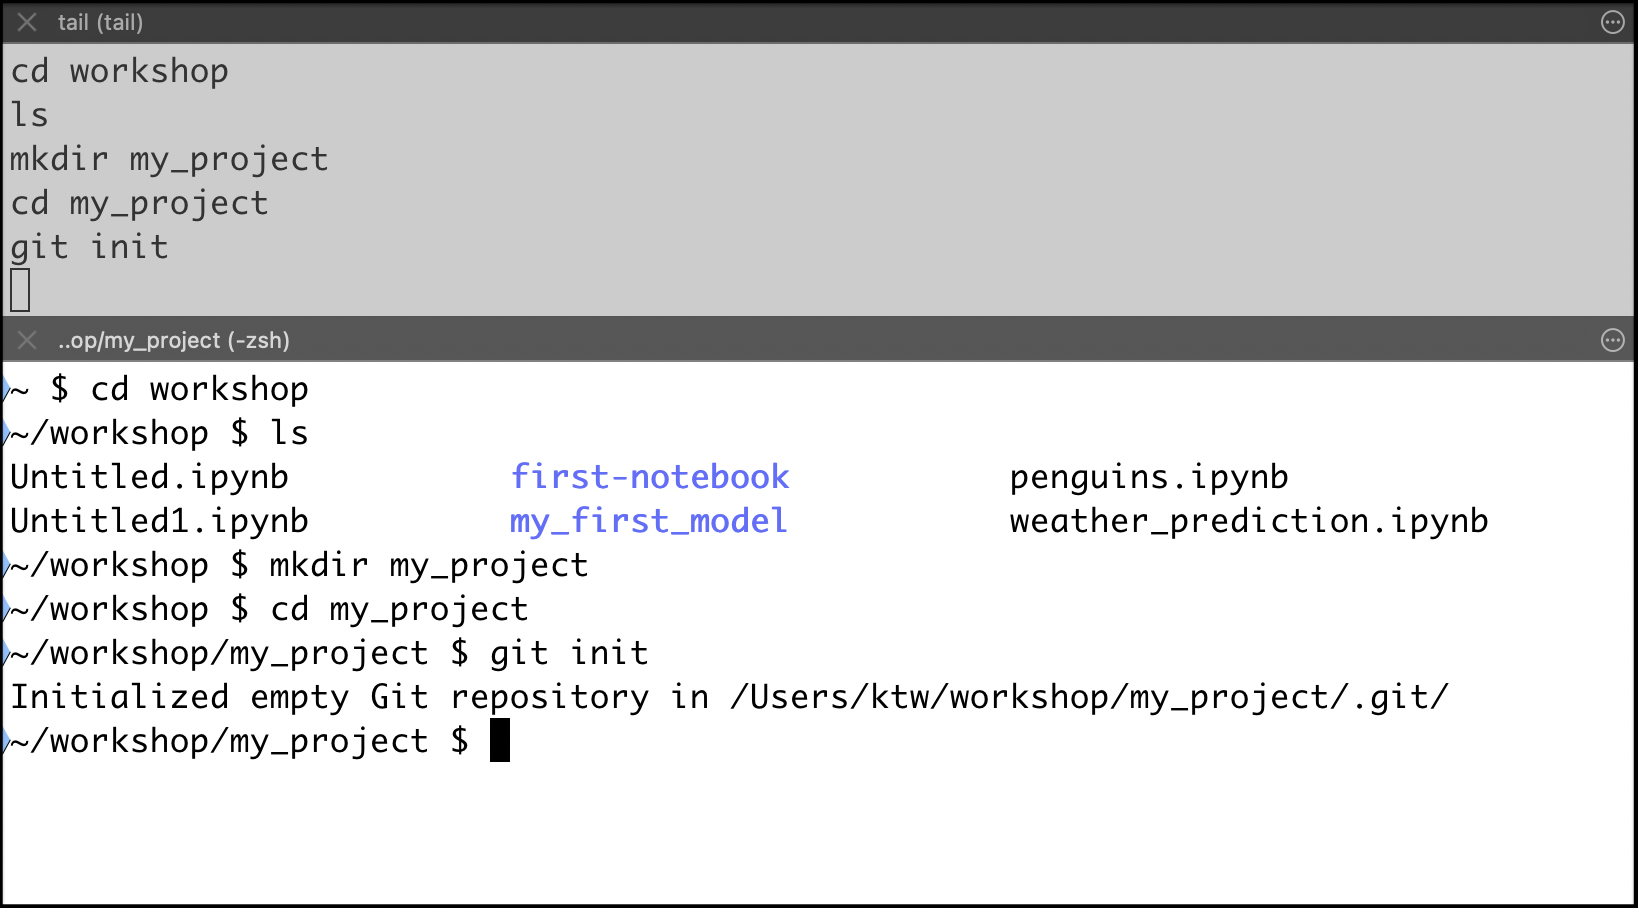 tail (tail)
cd workshop
ls
mkdir my_project
cd my_project
git init
..op/my_project (-zsh)
~ $ cd workshop
~/workshop $ ls
Untitled.ipynb first-notebook penguins.ipynb
Untitled1.ipynb my_first_model weather_prediction.ipynb
~/workshop $ mkdir my_project
~/workshop $ cd my_project
~/workshop/my_project $ git init
Initialized empty Git repository in /Users/ktw/workshop/my_project/.git/
~/workshop/my_project $